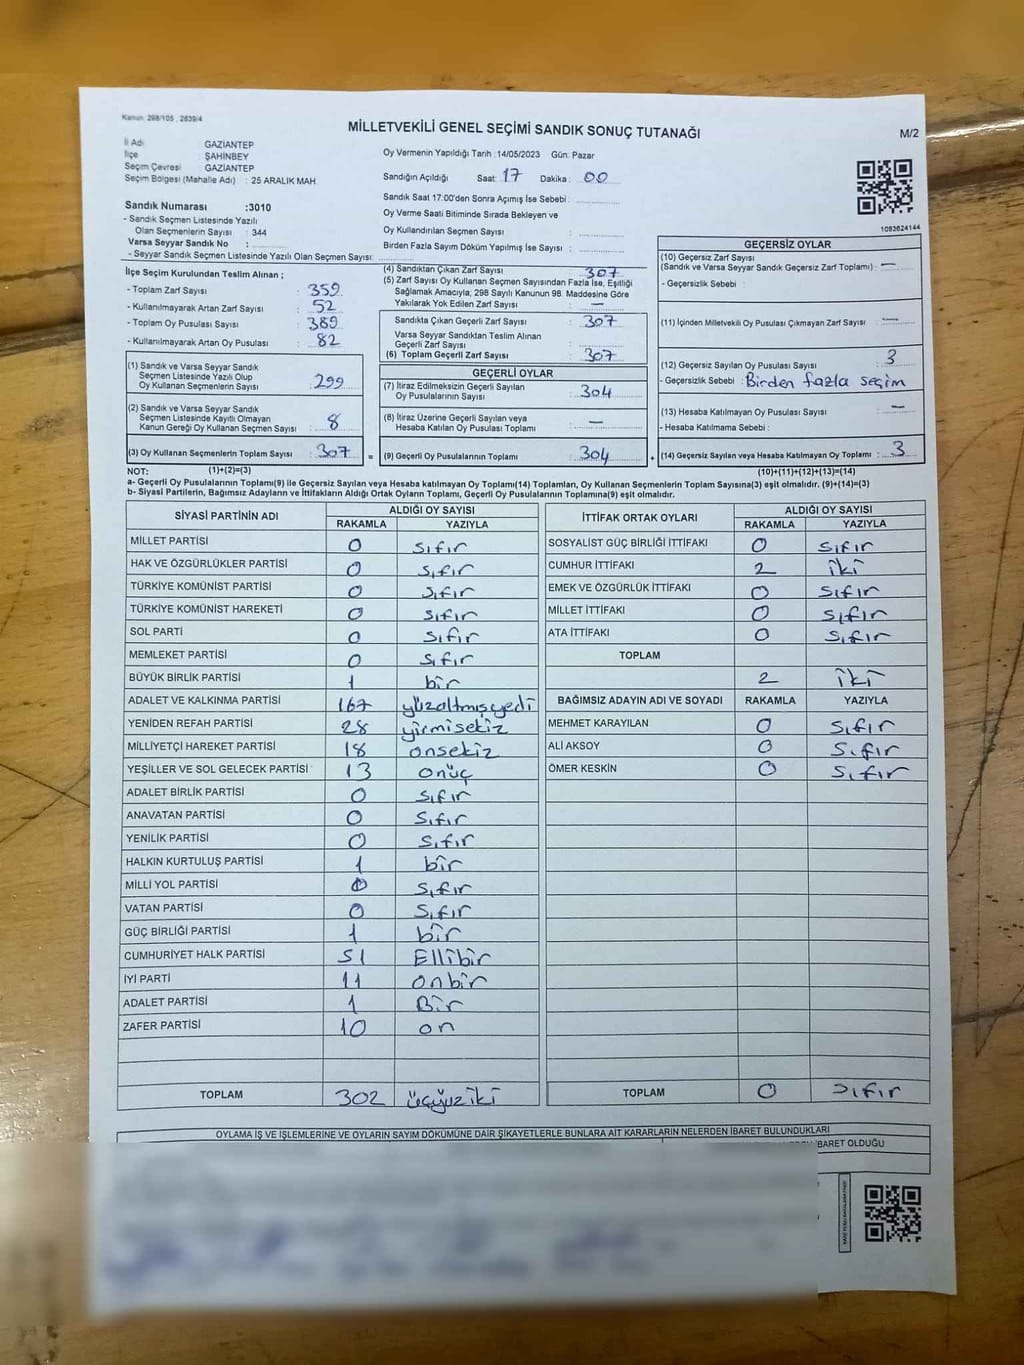 Kanun: 298/105 , 2839/4
MİLLETVEKİLİ GENEL SEÇİMİ SANDIK SONUÇ TUTANAĞI
M/2
İl Adı GAZİANTEP
İlçe ŞAHİNBEY
Seçim Çevresi GAZİANTEP
Seçim Bölgesi (Mahalle Adı) : 25 ARALIK MAH
Oy Vermenin Yapıldığı Tarih :14/05/2023 Gün: Pazar
Sandığın Açıldığı Saat: 17 Dakika: 00
Sandık Saat 17:00'den Sonra Açımış İse Sebebi :
Oy Verme Saati Bitiminde Sırada Bekleyen ve
Oy Kullandırılan Seçmen Sayısı :
Birden Fazla Sayım Döküm Yapılmış İse Sayısı :
1083624144
Sandık Numarası :3010
- Sandık Seçmen Listesinde Yazılı
Olan Seçmenlerin Sayısı : 344
Varsa Seyyar Sandık No :
- Seyyar Sandık Seçmen Listesinde Yazılı Olan Seçmen Sayısı:
İlçe Seçim Kurulundan Teslim Alınan ;
- Toplam Zarf Sayısı : 359
- Kullanılmayarak Artan Zarf Sayısı : 52
- Toplam Oy Pusulası Sayısı : 389
- Kullanılmayarak Artan Oy Pusulası : 82
(1) Sandık ve Varsa Seyyar Sandık
Seçmen Listesinde Yazılı Olup
Oy Kullanan Seçmenlerin Sayısı : 299
(2) Sandık ve Varsa Seyyar Sandık
Seçmen Listesinde Kayıtlı Olmayan
Kanun Gereği Oy Kullanan Seçmen Sayısı : 8
(3) Oy Kullanan Seçmenlerin Toplam Sayısı : 307 =
(4) Sandıktan Çıkan Zarf Sayısı : 307
(5) Zarf Sayısı Oy Kullanan Seçmen Sayısından Fazla İse, Eşitliği
Sağlamak Amacıyla; 298 Sayılı Kanunun 98. Maddesine Göre
Yakılarak Yok Edilen Zarf Sayısı : —
Sandıkta Çıkan Geçerli Zarf Sayısı : 307
Varsa Seyyar Sandıktan Teslim Alınan
Geçerli Zarf Sayısı :
(6) Toplam Geçerli Zarf Sayısı : 307
GEÇERLİ OYLAR
(7) İtiraz Edilmeksizin Geçerli Sayılan
Oy Pusulalarının Sayısı : 304
(8) İtiraz Üzerine Geçerli Sayılan veya
Hesaba Katılan Oy Pusulası Toplamı : —
(9) Geçerli Oy Pusulalarının Toplamı : 304 +
GEÇERSİZ OYLAR
(10) Geçersiz Zarf Sayısı
(Sandık ve Varsa Seyyar Sandık Geçersiz Zarf Toplamı) : —
- Geçersizlik Sebebi :
(11) İçinden Milletvekili Oy Pusulası Çıkmayan Zarf Sayısı : —
(12) Geçersiz Sayılan Oy Pusulası Sayısı : 3
- Geçersizlik Sebebi : Birden fazla seçim
(13) Hesaba Katılmayan Oy Pusulası Sayısı : —
- Hesaba Katılmama Sebebi :
(14) Geçersiz Sayılan veya Hesaba Katılmayan Oy Toplamı : 3
NOT: (1)+(2)=(3) (10)+(11)+(12)+(13)=(14)
a- Geçerli Oy Pusulalarının Toplamı(9) ile Geçersiz Sayılan veya Hesaba katılmayan Oy Toplamı(14) Toplamları, Oy Kullanan Seçmenlerin Toplam Sayısına(3) eşit olmalıdır. (9)+(14)=(3)
b- Siyasi Partilerin, Bağımsız Adayların ve İttifakların Aldığı Ortak Oyların Toplamı, Geçerli Oy Pusulalarının Toplamına(9) eşit olmalıdır.
SİYASİ PARTİNİN ADI ALDIĞI OY SAYISI
RAKAMLA YAZIYLA
MİLLET PARTİSİ 0 sıfır
HAK VE ÖZGÜRLÜKLER PARTİSİ 0 sıfır
TÜRKİYE KOMÜNİST PARTİSİ 0 sıfır
TÜRKİYE KOMÜNİST HAREKETİ 0 sıfır
SOL PARTİ 0 sıfır
MEMLEKET PARTİSİ 0 sıfır
BÜYÜK BİRLİK PARTİSİ 1 bir
ADALET VE KALKINMA PARTİSİ 167 yüzaltmışyedi
YENİDEN REFAH PARTİSİ 28 yirmisekiz
MİLLİYETÇİ HAREKET PARTİSİ 18 onsekiz
YEŞİLLER VE SOL GELECEK PARTİSİ 13 onüç
ADALET BİRLİK PARTİSİ 0 sıfır
ANAVATAN PARTİSİ 0 sıfır
YENİLİK PARTİSİ 0 sıfır
HALKIN KURTULUŞ PARTİSİ 1 bir
MİLLİ YOL PARTİSİ 0 sıfır
VATAN PARTİSİ 0 sıfır
GÜÇ BİRLİĞİ PARTİSİ 1 bir
CUMHURİYET HALK PARTİSİ 51 Ellibir
İYİ PARTİ 11 onbir
ADALET PARTİSİ 1 Bir
ZAFER PARTİSİ 10 on
TOPLAM 302 üçyüziki
İTTİFAK ORTAK OYLARI ALDIĞI OY SAYISI
RAKAMLA YAZIYLA
SOSYALİST GÜÇ BİRLİĞİ İTTİFAKI 0 sıfır
CUMHUR İTTİFAKI 2 iki
EMEK VE ÖZGÜRLÜK İTTİFAKI 0 sıfır
MİLLET İTTİFAKI 0 sıfır
ATA İTTİFAKI 0 sıfır
TOPLAM
2 iki
BAĞIMSIZ ADAYIN ADI VE SOYADI RAKAMLA YAZIYLA
MEHMET KARAYILAN 0 sıfır
ALİ AKSOY 0 sıfır
ÖMER KESKİN 0 sıfır
TOPLAM 0 sıfır
OYLAMA İŞ VE İŞLEMLERİNE VE OYLARIN SAYIM DÖKÜMÜNE DAİR ŞİKAYETLERLE BUNLARA AİT KARARLARIN NELERDEN İBARET BULUNDUKLARI
İBARET OLDUĞU